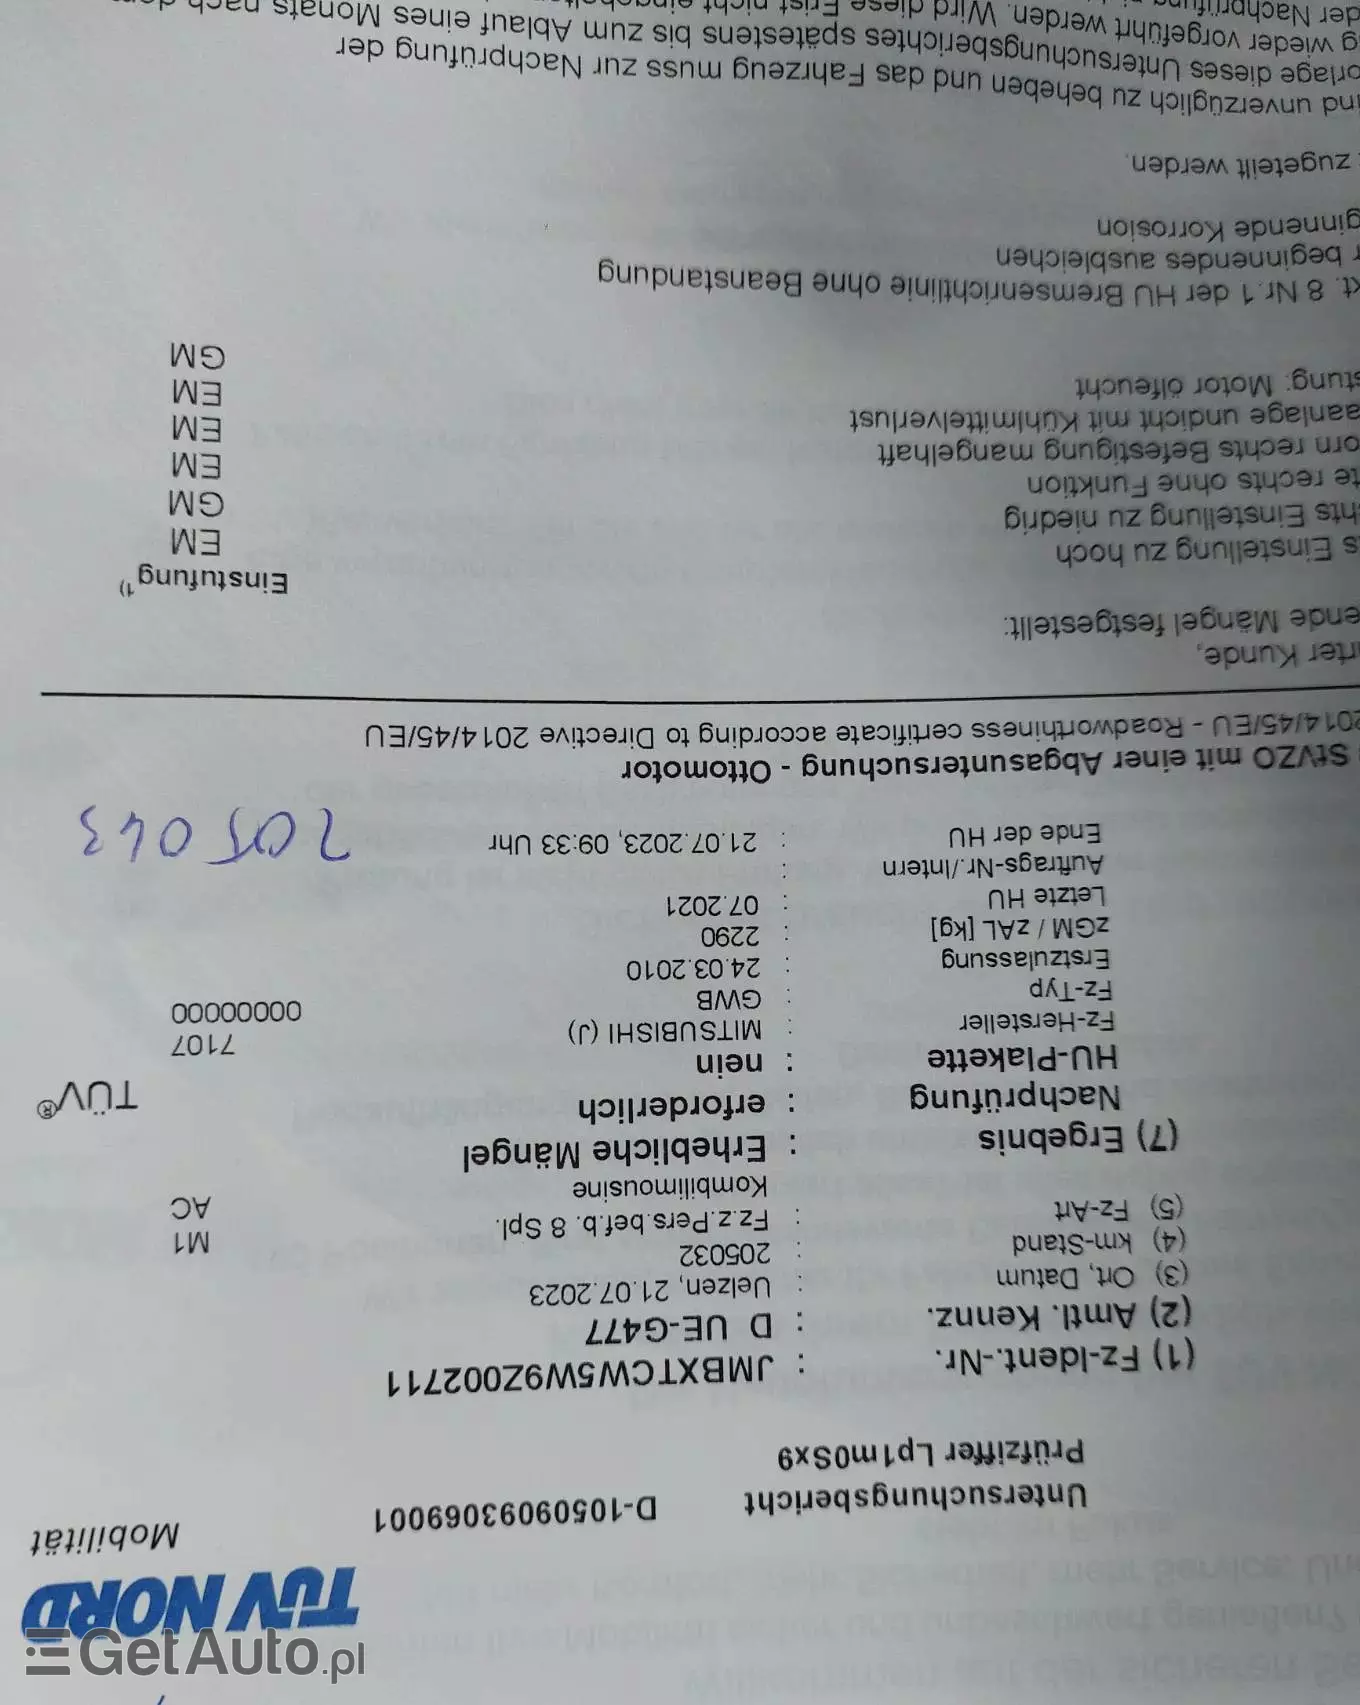 TÜV NORD
Mobilität
Untersuchungsbericht D-10509093069001
Prüfziffer Lp1m0Sx9
(1) Fz-Ident.-Nr. : JMBXTCW5W9Z002711
(2) Amtl. Kennz. : D UE-G477
(3) Ort, Datum : Uelzen, 21.07.2023
(4) km-Stand : 205032
(5) Fz-Art : Fz.z.Pers.bef.b. 8 Spl. M1
Kombilimousine AC
(7) Ergebnis : Erhebliche Mängel
Nachprüfung : erforderlich TÜV®
HU-Plakette : nein
Fz-Hersteller : MITSUBISHI (J) 7107
Fz-Typ : GWB 00000000
Erstzulassung : 24.03.2010
zGM / zAL [kg] : 2290
Letzte HU : 07.2021
Auftrags-Nr./Intern :
Ende der HU : 21.07.2023, 09:33 Uhr
205 043
StVZO mit einer Abgasuntersuchung - Ottomotor
2014/45/EU - Roadworthiness certificate according to Directive 2014/45/EU
rter Kunde,
ende Mängel festgestellt:
Einstufung 1)
s Einstellung zu hoch EM
chts Einstellung zu niedrig GM
te rechts ohne Funktion EM
orn rechts Befestigung mangelhaft EM
aanlage undicht mit Kühlmittelverlust EM
stung: Motor ölfeucht GM
kt. 8 Nr.1 der HU Bremsenrichtlinie ohne Beanstandung
r beginnendes ausbleichen
ginnende Korrosion
zugeteilt werden.
ind unverzüglich zu beheben und das Fahrzeug muss zur Nachprüfung der
orlage dieses Untersuchungsberichtes spätestens bis zum Ablauf eines Monats nach dem
g wieder vorgeführt werden. Wird diese Frist nicht
der Nachprüfung
GetAuto.pl